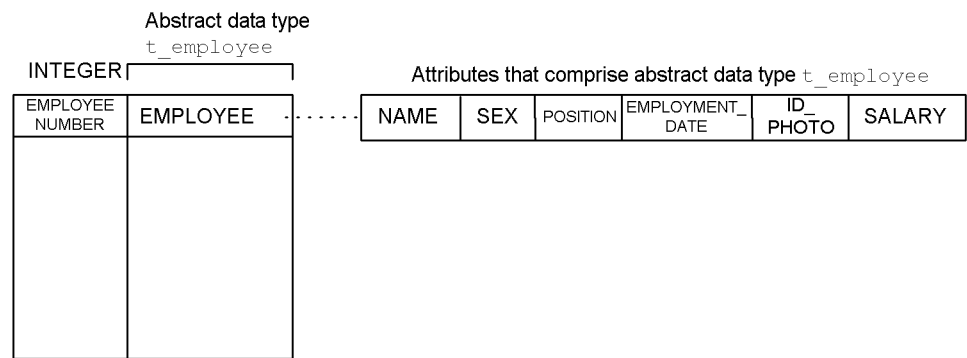 Abstract data type
t_employee
INTEGER
Attributes that comprise abstract data type t_employee
EMPLOYEE
NUMBER
EMPLOYEE
NAME
SEX
POSITION
EMPLOYMENT_
DATE
ID_
PHOTO
SALARY